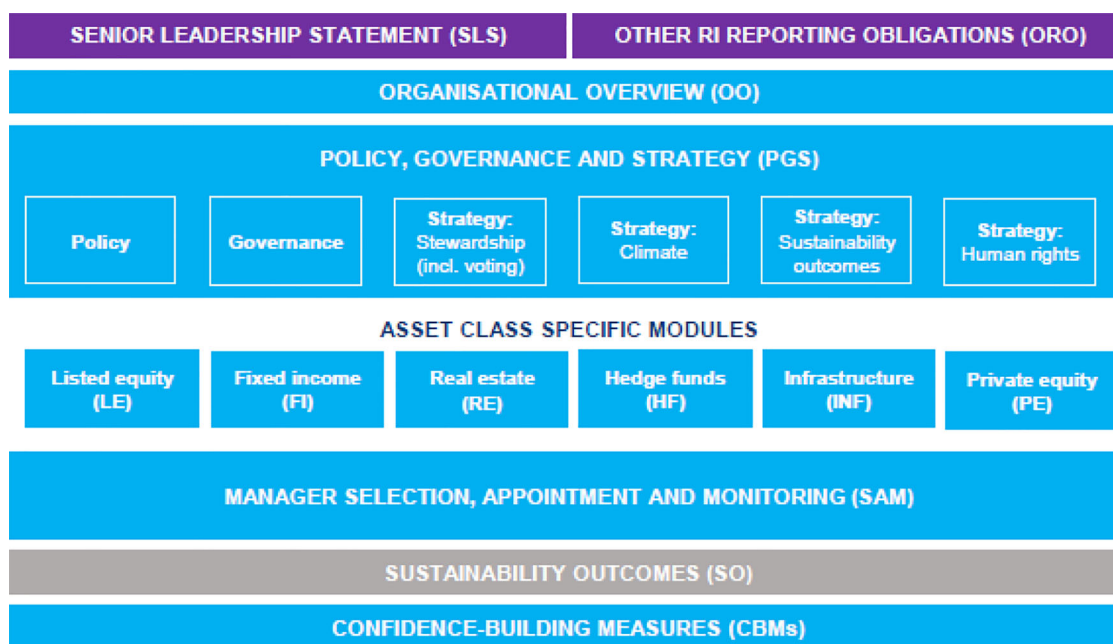 SENIOR LEADERSHIP STATEMENT (SLS)
OTHER RI REPORTING OBLIGATIONS (ORO)
ORGANISATIONAL OVERVIEW (OO)
POLICY, GOVERNANCE AND STRATEGY (PGS)
Policy
Governance
Strategy:
Stewardship
(incl. voting)
Strategy:
Climate
Strategy:
Sustainability
outcomes
Strategy:
Human rights
ASSET CLASS SPECIFIC MODULES
Listed equity
(LE)
Fixed income
(FI)
Real estate
(RE)
Hedge funds
(HF)
Infrastructure
(INF)
Private equity
(PE)
MANAGER SELECTION, APPOINTMENT AND MONITORING (SAM)
SUSTAINABILITY OUTCOMES (SO)
CONFIDENCE-BUILDING MEASURES (CBMs)